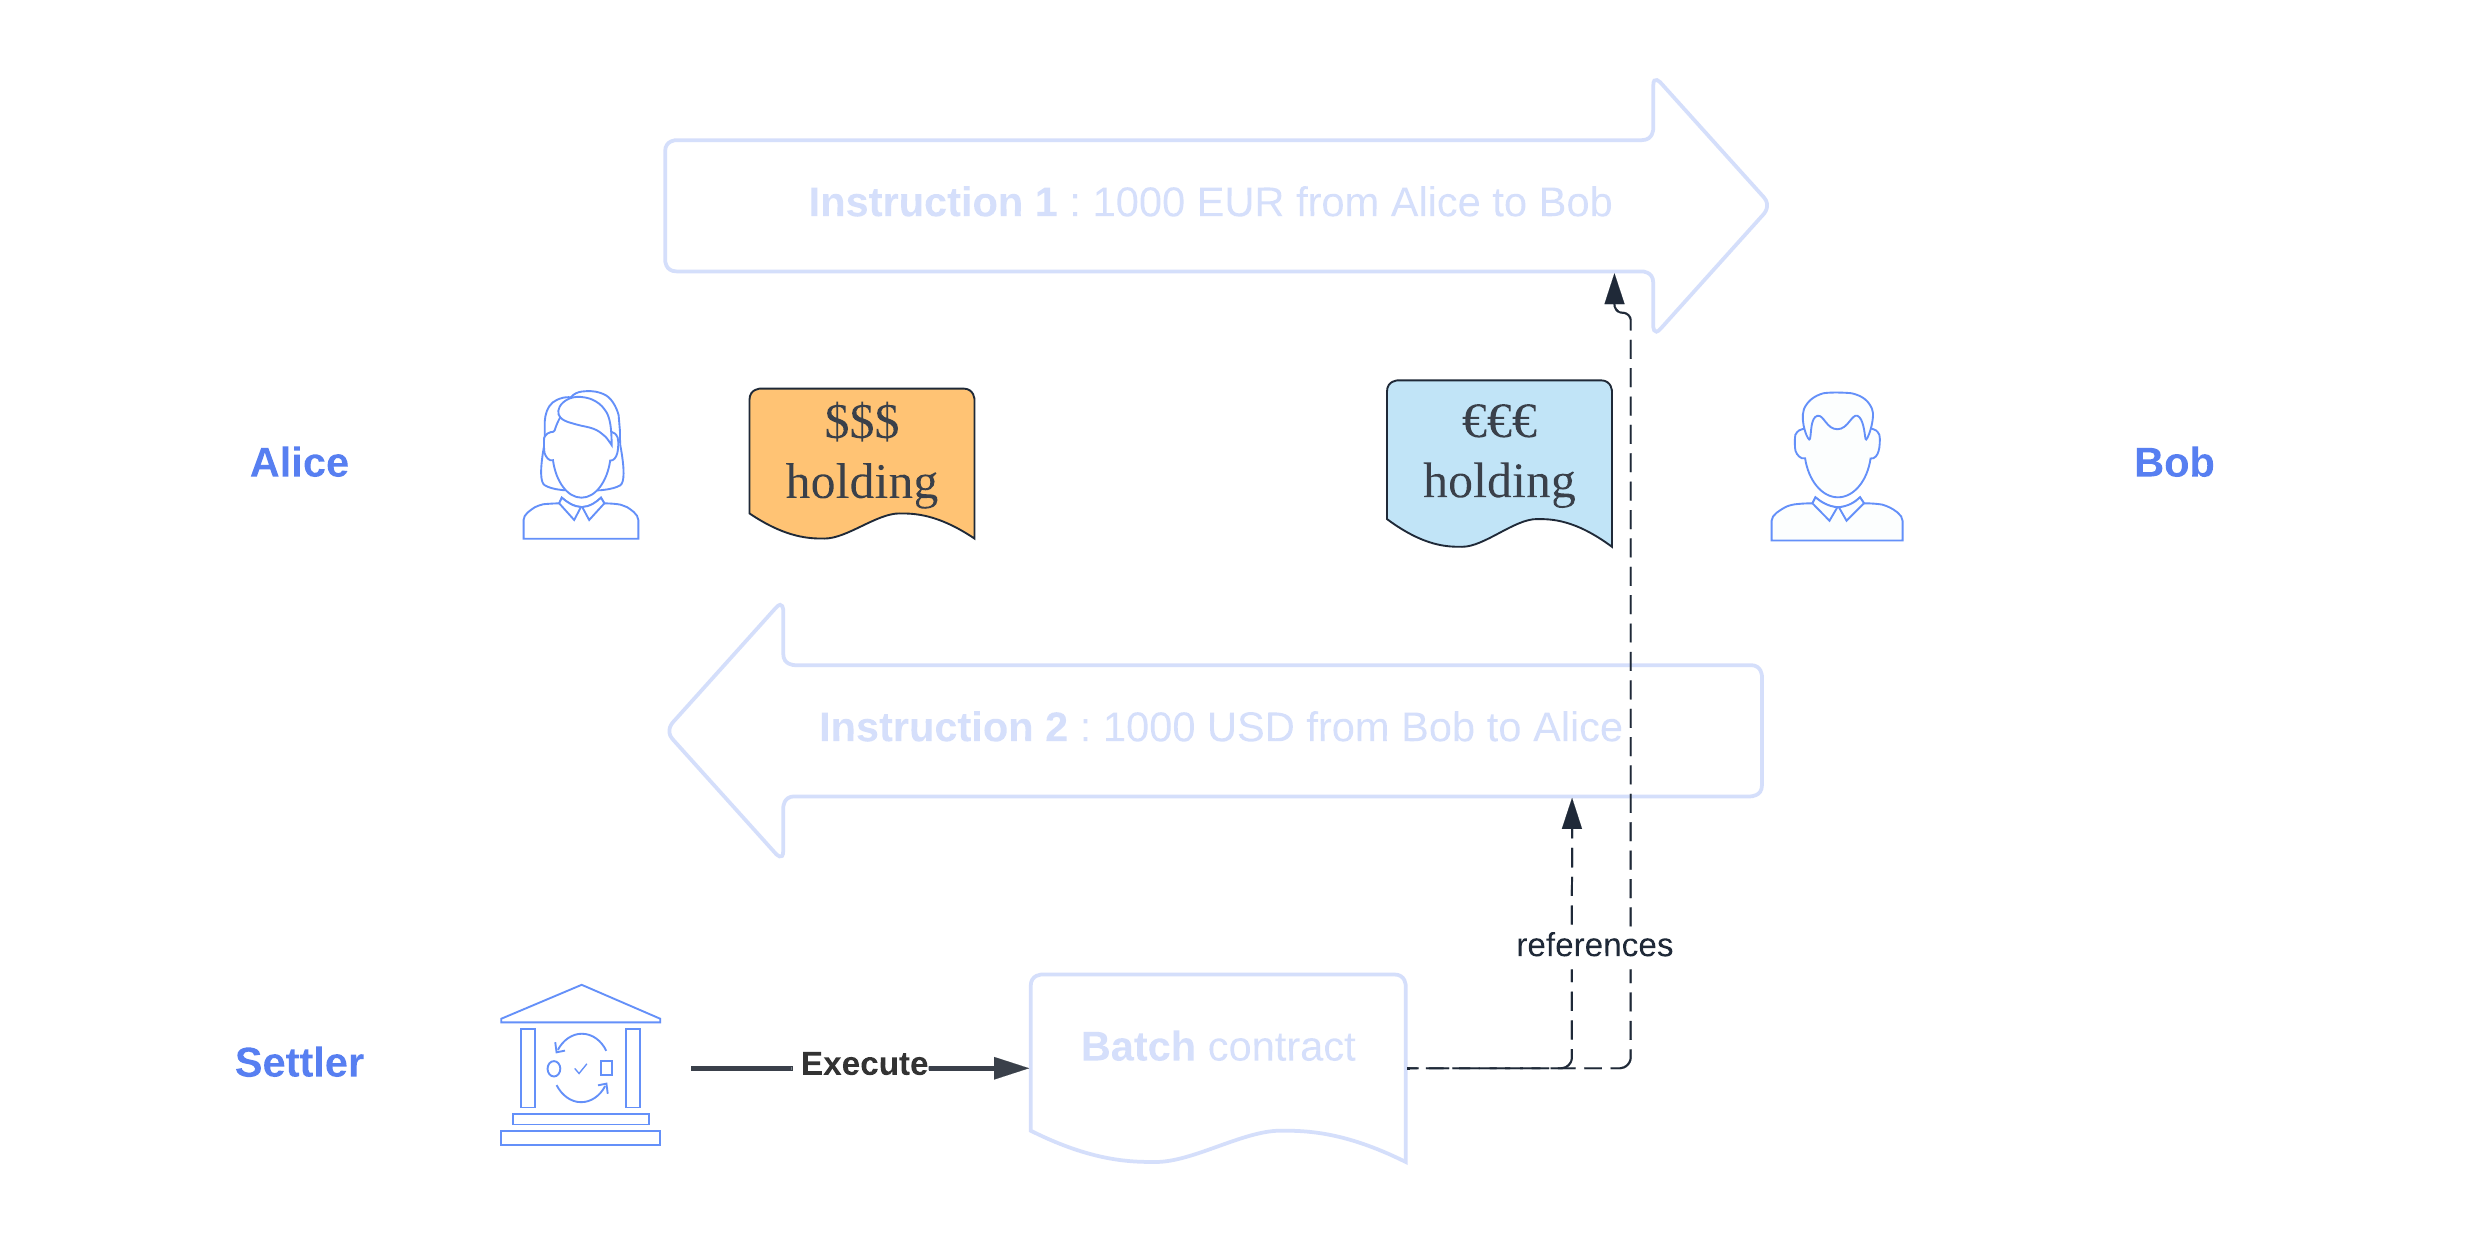 Instruction 1 : 1000 EUR from Alice to Bob
$$$
holding
€€€
holding
Alice
Bob
Instruction 2 : 1000 USD from Bob to Alice
references
Settler
Execute
Batch contract